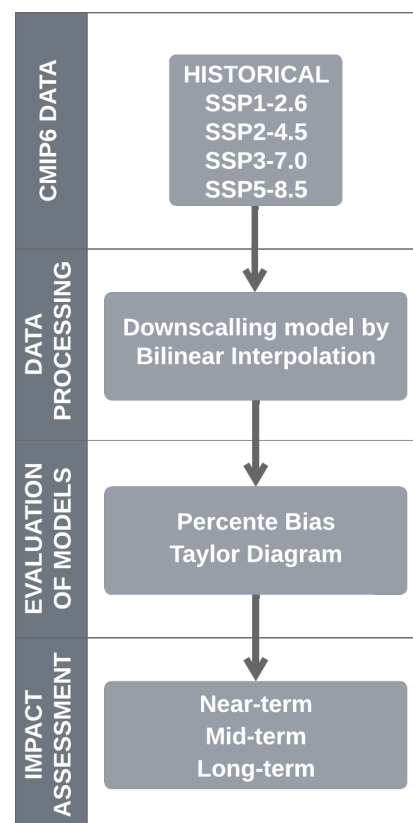 CMIP6 DATA
HISTORICAL
SSP1-2.6
SSP2-4.5
SSP3-7.0
SSP5-8.5
DATA
PROCESSING
Downscalling model by
Bilinear Interpolation
EVALUATION
OF MODELS
Percente Bias
Taylor Diagram
IMPACT
ASSESSMENT
Near-term
Mid-term
Long-term